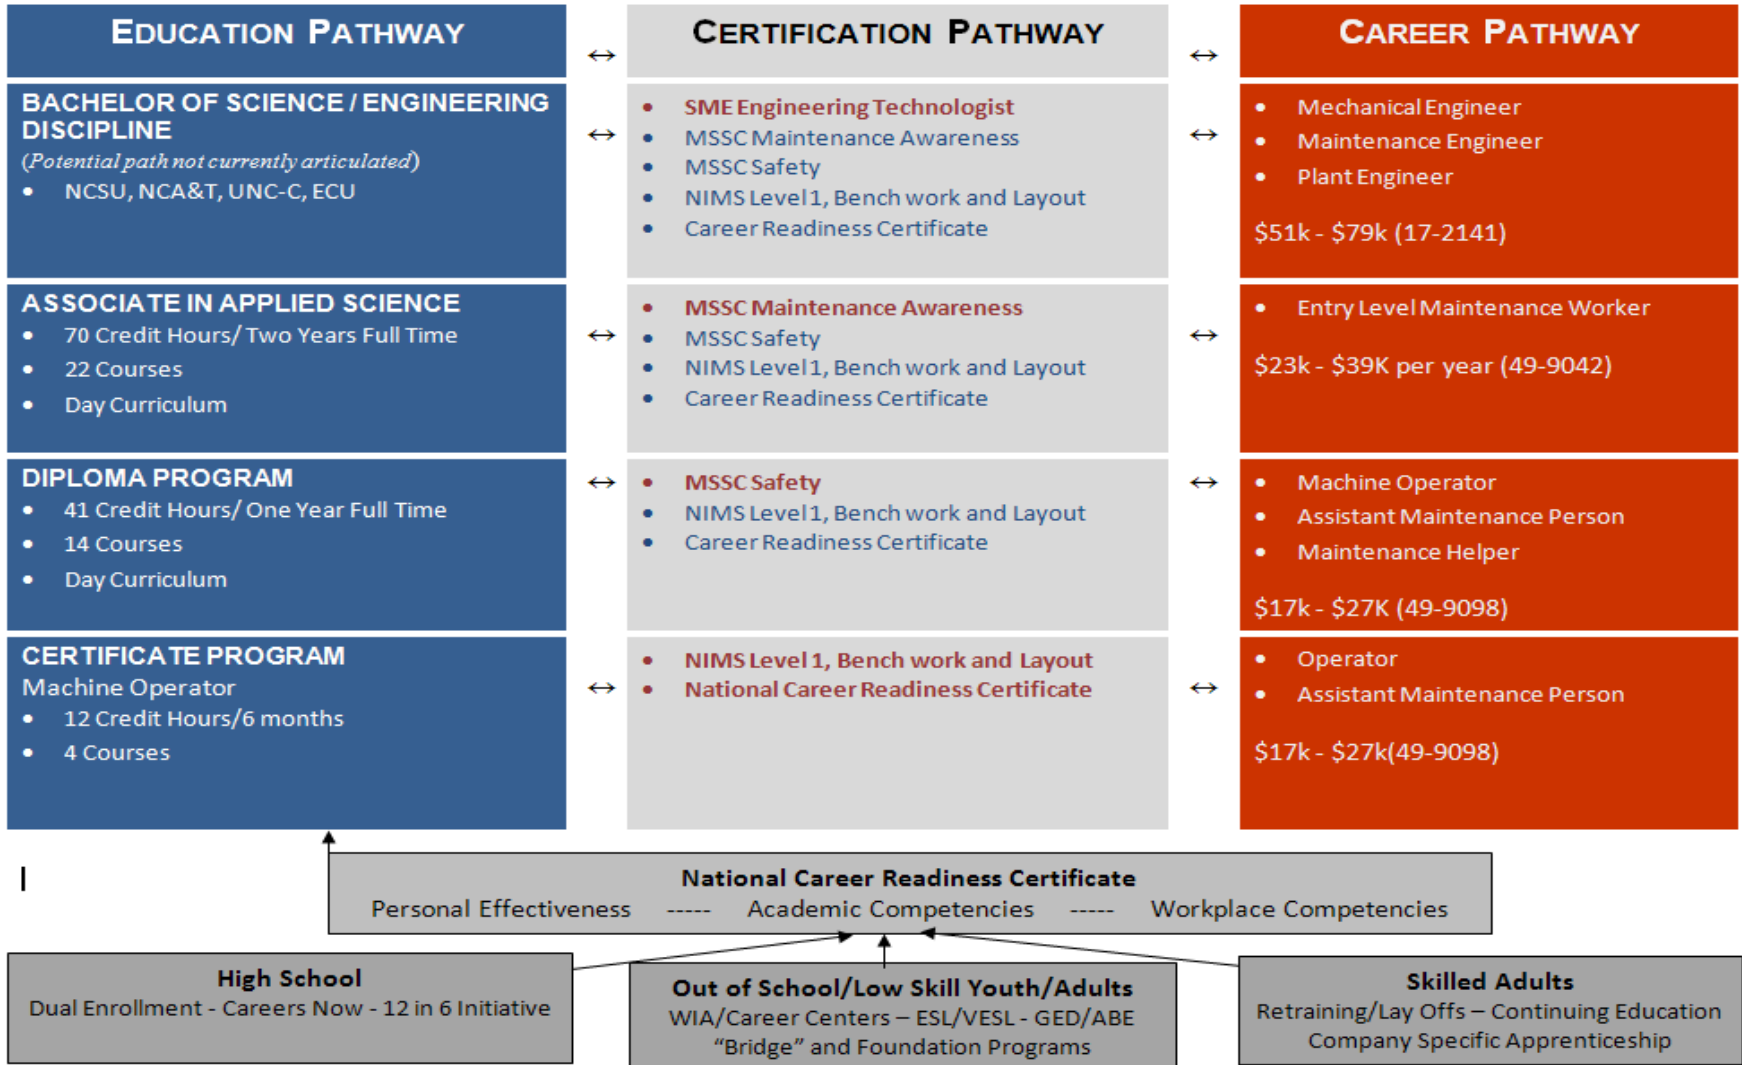 EDUCATION PATHWAY
↔
CERTIFICATION PATHWAY
↔
CAREER PATHWAY
BACHELOR OF SCIENCE / ENGINEERING
DISCIPLINE
(Potential path not currently articulated)
• NCSU, NCA&T, UNC-C, ECU
↔
• SME Engineering Technologist
• MSSC Maintenance Awareness
• MSSC Safety
• NIMS Level 1, Bench work and Layout
• Career Readiness Certificate
↔
• Mechanical Engineer
• Maintenance Engineer
• Plant Engineer
$51k - $79k (17-2141)
ASSOCIATE IN APPLIED SCIENCE
• 70 Credit Hours/ Two Years Full Time
• 22 Courses
• Day Curriculum
↔
• MSSC Maintenance Awareness
• MSSC Safety
• NIMS Level 1, Bench work and Layout
• Career Readiness Certificate
↔
• Entry Level Maintenance Worker
$23k - $39K per year (49-9042)
DIPLOMA PROGRAM
• 41 Credit Hours/ One Year Full Time
• 14 Courses
• Day Curriculum
↔
• MSSC Safety
• NIMS Level 1, Bench work and Layout
• Career Readiness Certificate
↔
• Machine Operator
• Assistant Maintenance Person
• Maintenance Helper
$17k - $27K (49-9098)
CERTIFICATE PROGRAM
Machine Operator
• 12 Credit Hours/6 months
• 4 Courses
↔
• NIMS Level 1, Bench work and Layout
• National Career Readiness Certificate
↔
• Operator
• Assistant Maintenance Person
$17k - $27k(49-9098)
National Career Readiness Certificate
Personal Effectiveness ----- Academic Competencies ----- Workplace Competencies
High School
Dual Enrollment - Careers Now - 12 in 6 Initiative
Out of School/Low Skill Youth/Adults
WIA/Career Centers – ESL/VESL - GED/ABE
“Bridge” and Foundation Programs
Skilled Adults
Retraining/Lay Offs – Continuing Education
Company Specific Apprenticeship